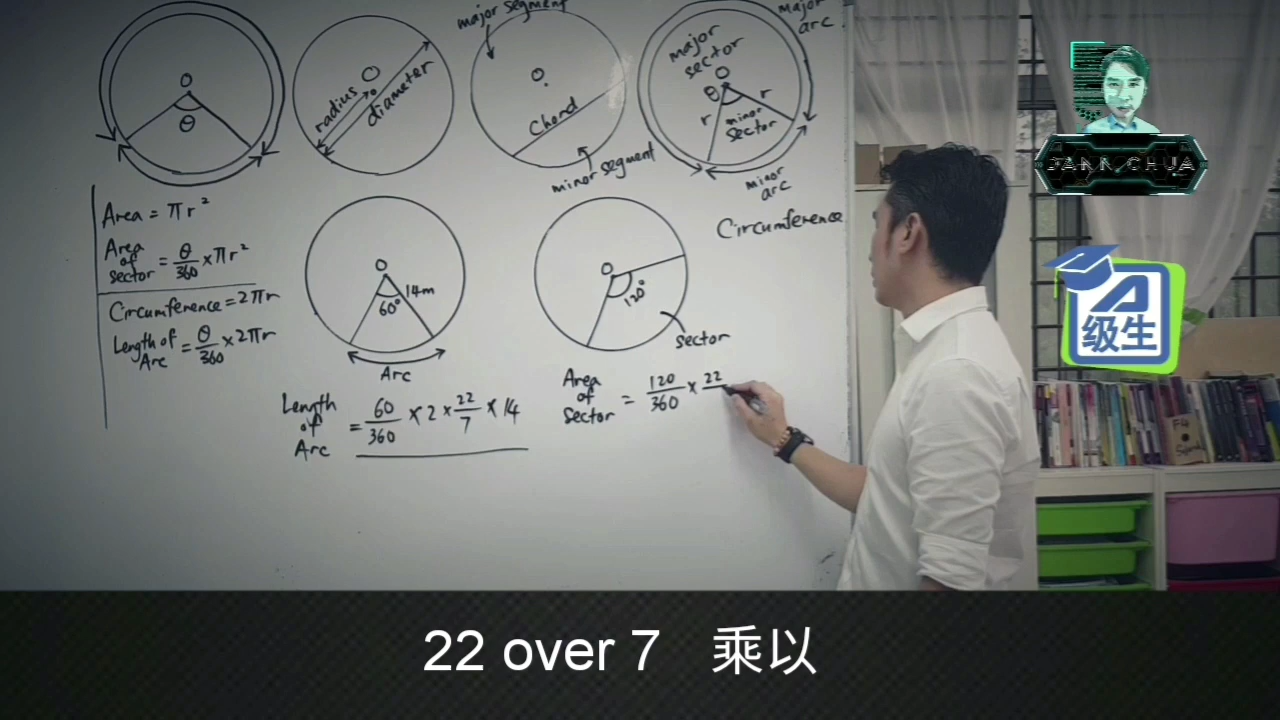 major segment
major arc
O
θ
O
radius
diameter
O
chord
minor segment
major sector
O
θ
r
r
minor sector
minor arc
Circumference
Area = πr²
Area of sector = θ/360 × πr²
Circumference = 2πr
Length of Arc = θ/360 × 2πr
O
60°
14m
Arc
O
120°
sector
Length of Arc = 60/360 × 2 × 22/7 × 14
Area of sector = 120/360 × 22
DANN CHUA
A
级生
22 over 7 乘以